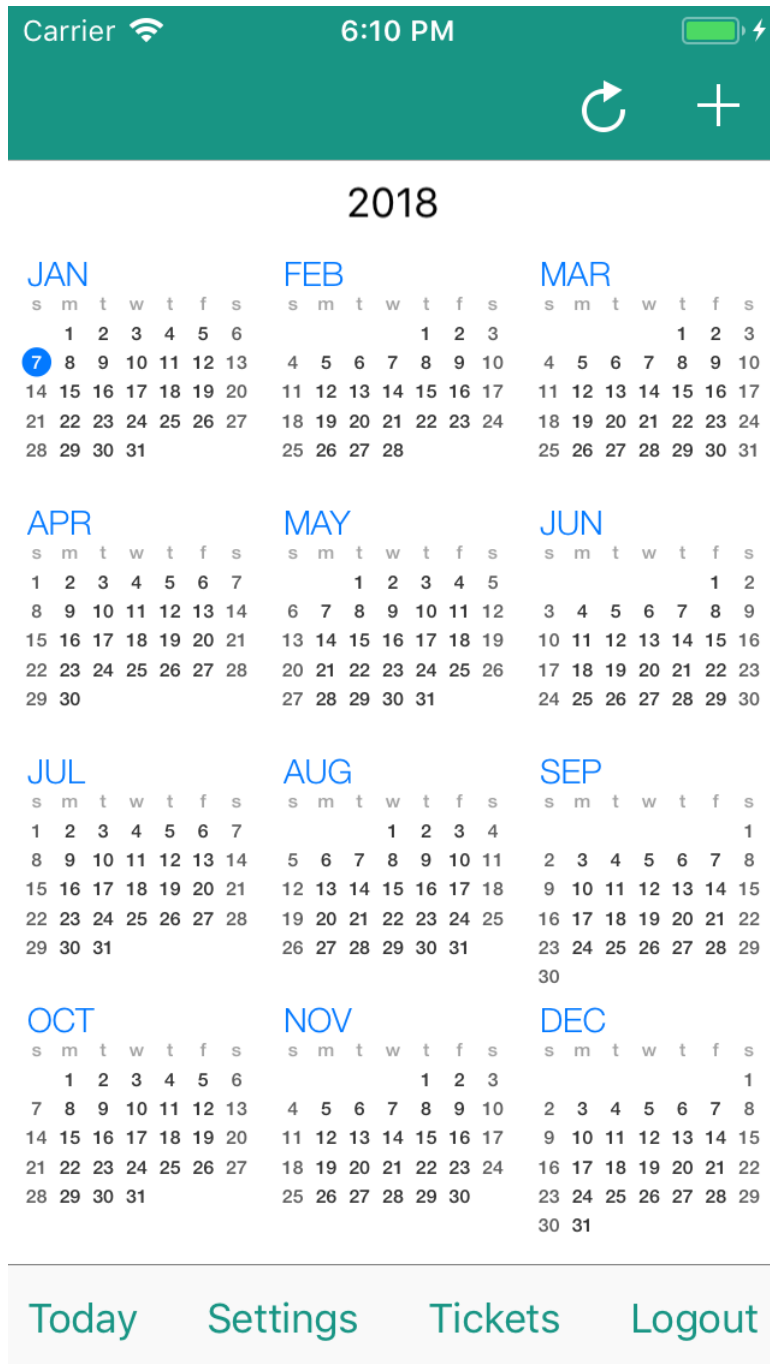 Carrier 6:10 PM
2018
JAN FEB MAR
s m t w t f s s m t w t f s s m t w t f s
1 2 3 4 5 6 1 2 3 1 2 3
7 8 9 10 11 12 13 4 5 6 7 8 9 10 4 5 6 7 8 9 10
14 15 16 17 18 19 20 11 12 13 14 15 16 17 11 12 13 14 15 16 17
21 22 23 24 25 26 27 18 19 20 21 22 23 24 18 19 20 21 22 23 24
28 29 30 31 25 26 27 28 25 26 27 28 29 30 31
APR MAY JUN
s m t w t f s s m t w t f s s m t w t f s
1 2 3 4 5 6 7 1 2 3 4 5 1 2
8 9 10 11 12 13 14 6 7 8 9 10 11 12 3 4 5 6 7 8 9
15 16 17 18 19 20 21 13 14 15 16 17 18 19 10 11 12 13 14 15 16
22 23 24 25 26 27 28 20 21 22 23 24 25 26 17 18 19 20 21 22 23
29 30 27 28 29 30 31 24 25 26 27 28 29 30
JUL AUG SEP
s m t w t f s s m t w t f s s m t w t f s
1 2 3 4 5 6 7 1 2 3 4 1
8 9 10 11 12 13 14 5 6 7 8 9 10 11 2 3 4 5 6 7 8
15 16 17 18 19 20 21 12 13 14 15 16 17 18 9 10 11 12 13 14 15
22 23 24 25 26 27 28 19 20 21 22 23 24 25 16 17 18 19 20 21 22
29 30 31 26 27 28 29 30 31 23 24 25 26 27 28 29
30
OCT NOV DEC
s m t w t f s s m t w t f s s m t w t f s
1 2 3 4 5 6 1 2 3 1
7 8 9 10 11 12 13 4 5 6 7 8 9 10 2 3 4 5 6 7 8
14 15 16 17 18 19 20 11 12 13 14 15 16 17 9 10 11 12 13 14 15
21 22 23 24 25 26 27 18 19 20 21 22 23 24 16 17 18 19 20 21 22
28 29 30 31 25 26 27 28 29 30 23 24 25 26 27 28 29
30 31
Today Settings Tickets Logout